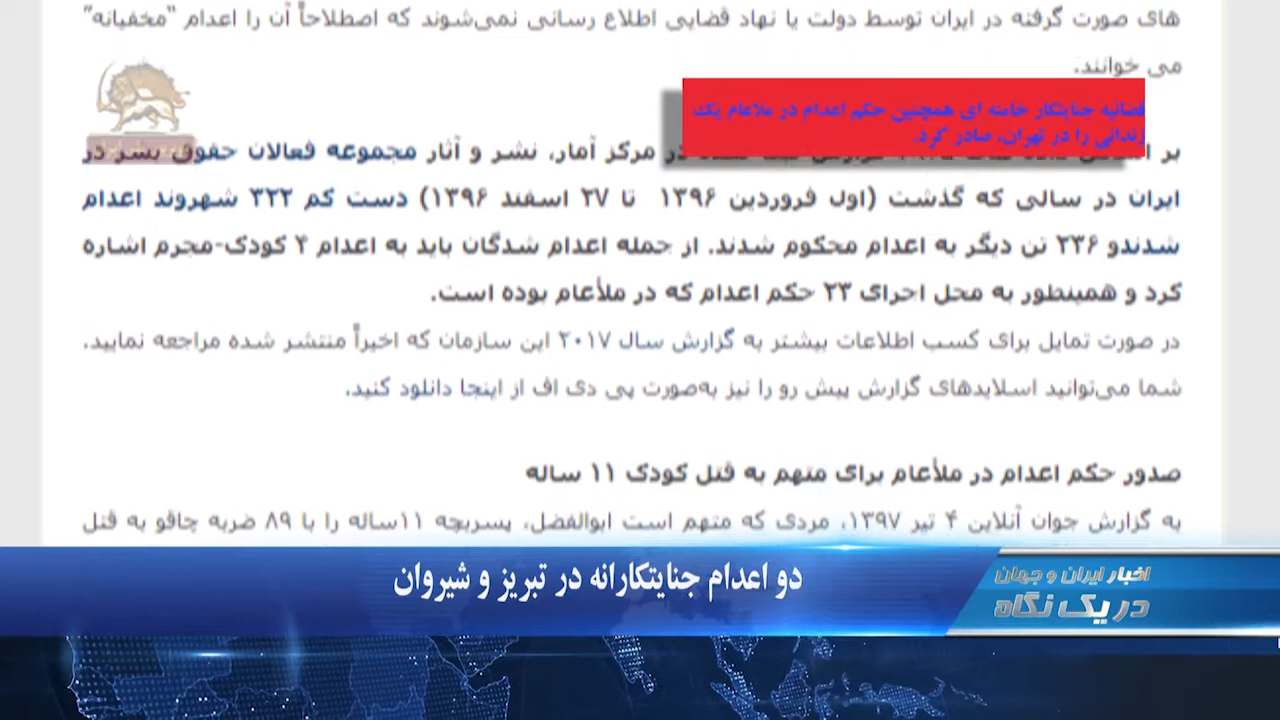 های صورت گرفته در ایران توسط دولت یا نهاد قضایی اطلاع رسانی نمی‌شوند که اصطلاحاً آن را اعدام "مخفیانه"
می خوانند.
قضائیه جنایتکار خامنه ای همچنین حکم اعدام در ملاعام یک
زندانی را در تهران، صادر کرد.
بر در مرکز آمار، نشر و آثار مجموعه فعالان حقوق بشر در
ایران در سالی که گذشت (اول فروردین ۱۳۹۶ تا ۲۷ اسفند ۱۳۹۶) دست کم ۳۲۲ شهروند اعدام
شدندو ۲۳۶ تن دیگر به اعدام محکوم شدند. از جمله اعدام شدگان باید به اعدام ۴ کودک-مجرم اشاره
کرد و همینطور به محل اجرای ۲۳ حکم اعدام که در ملأعام بوده است.
در صورت تمایل برای کسب اطلاعات بیشتر به گزارش سال ۲۰۱۷ این سازمان که اخیراً منتشر شده مراجعه نمایید.
شما می‌توانید اسلایدهای گزارش پیش رو را نیز به‌صورت پی دی اف از اینجا دانلود کنید.
صدور حکم اعدام در ملأعام برای متهم به قتل کودک ۱۱ ساله
به گزارش جوان آنلاین ۴ تیر ۱۳۹۷، مردی که متهم است ابوالفضل، پسربچه ۱۱ساله را با ۸۹ ضربه چاقو به قتل
دو اعدام جنایتکارانه در تبریز و شیروان
اخبار ایران و جهان
در یک نگاه